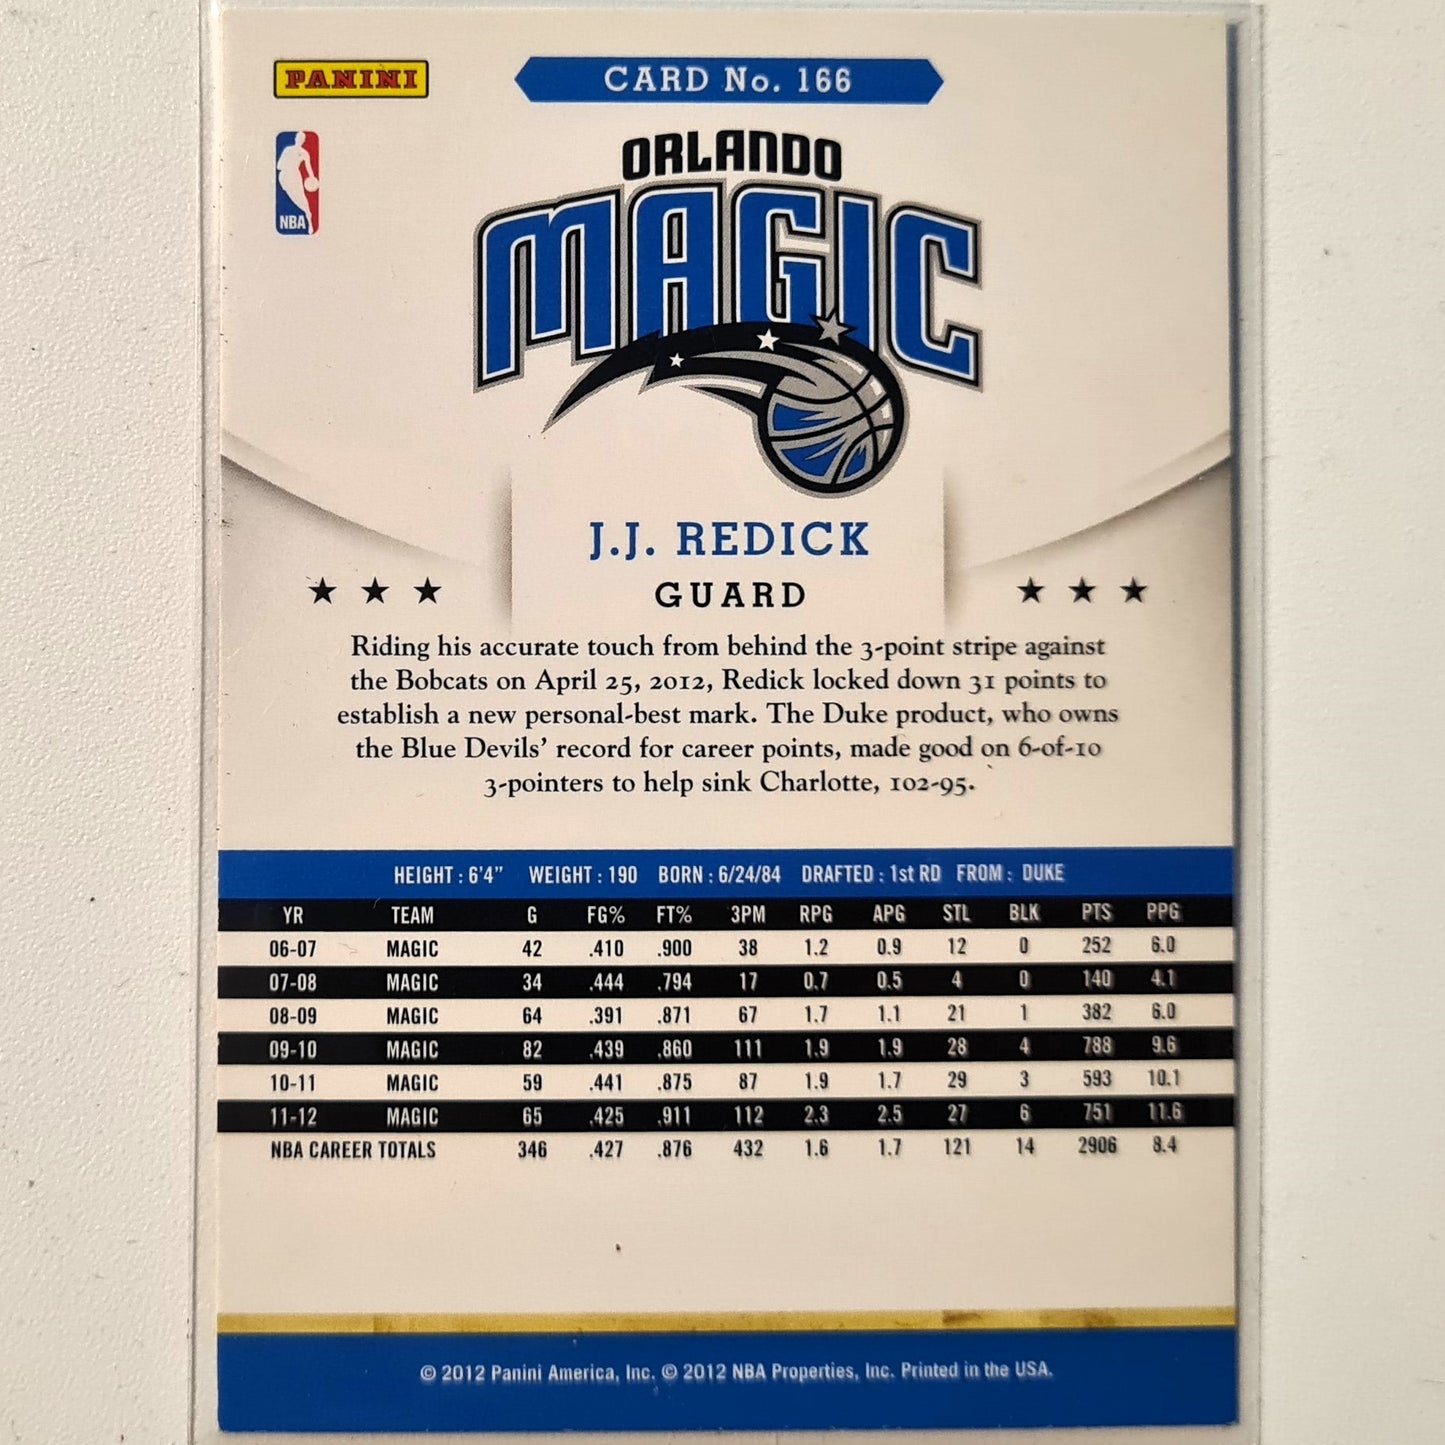 PANINI
CARD No. 166
NBA
ORLANDO
MAGIC
J.J. REDICK
GUARD
Riding his accurate touch from behind the 3-point stripe against
the Bobcats on April 25, 2012, Redick locked down 31 points to
establish a new personal-best mark. The Duke product, who owns
the Blue Devils' record for career points, made good on 6-of-10
3-pointers to help sink Charlotte, 102-95.
HEIGHT : 6'4" WEIGHT : 190 BORN : 6/24/84 DRAFTED : 1st RD FROM : DUKE
YR TEAM G FG% FT% 3PM RPG APG STL BLK PTS PPG
06-07 MAGIC 42 .410 .900 38 1.2 0.9 12 0 252 6.0
07-08 MAGIC 34 .444 .794 17 0.7 0.5 4 0 140 4.1
08-09 MAGIC 64 .391 .871 67 1.7 1.1 21 1 382 6.0
09-10 MAGIC 82 .439 .860 111 1.9 1.9 28 4 788 9.6
10-11 MAGIC 59 .441 .875 87 1.9 1.7 29 3 593 10.1
11-12 MAGIC 65 .425 .911 112 2.3 2.5 27 6 751 11.6
NBA CAREER TOTALS 346 .427 .876 432 1.6 1.7 121 14 2906 8.4
© 2012 Panini America, Inc. © 2012 NBA Properties, Inc. Printed in the USA.